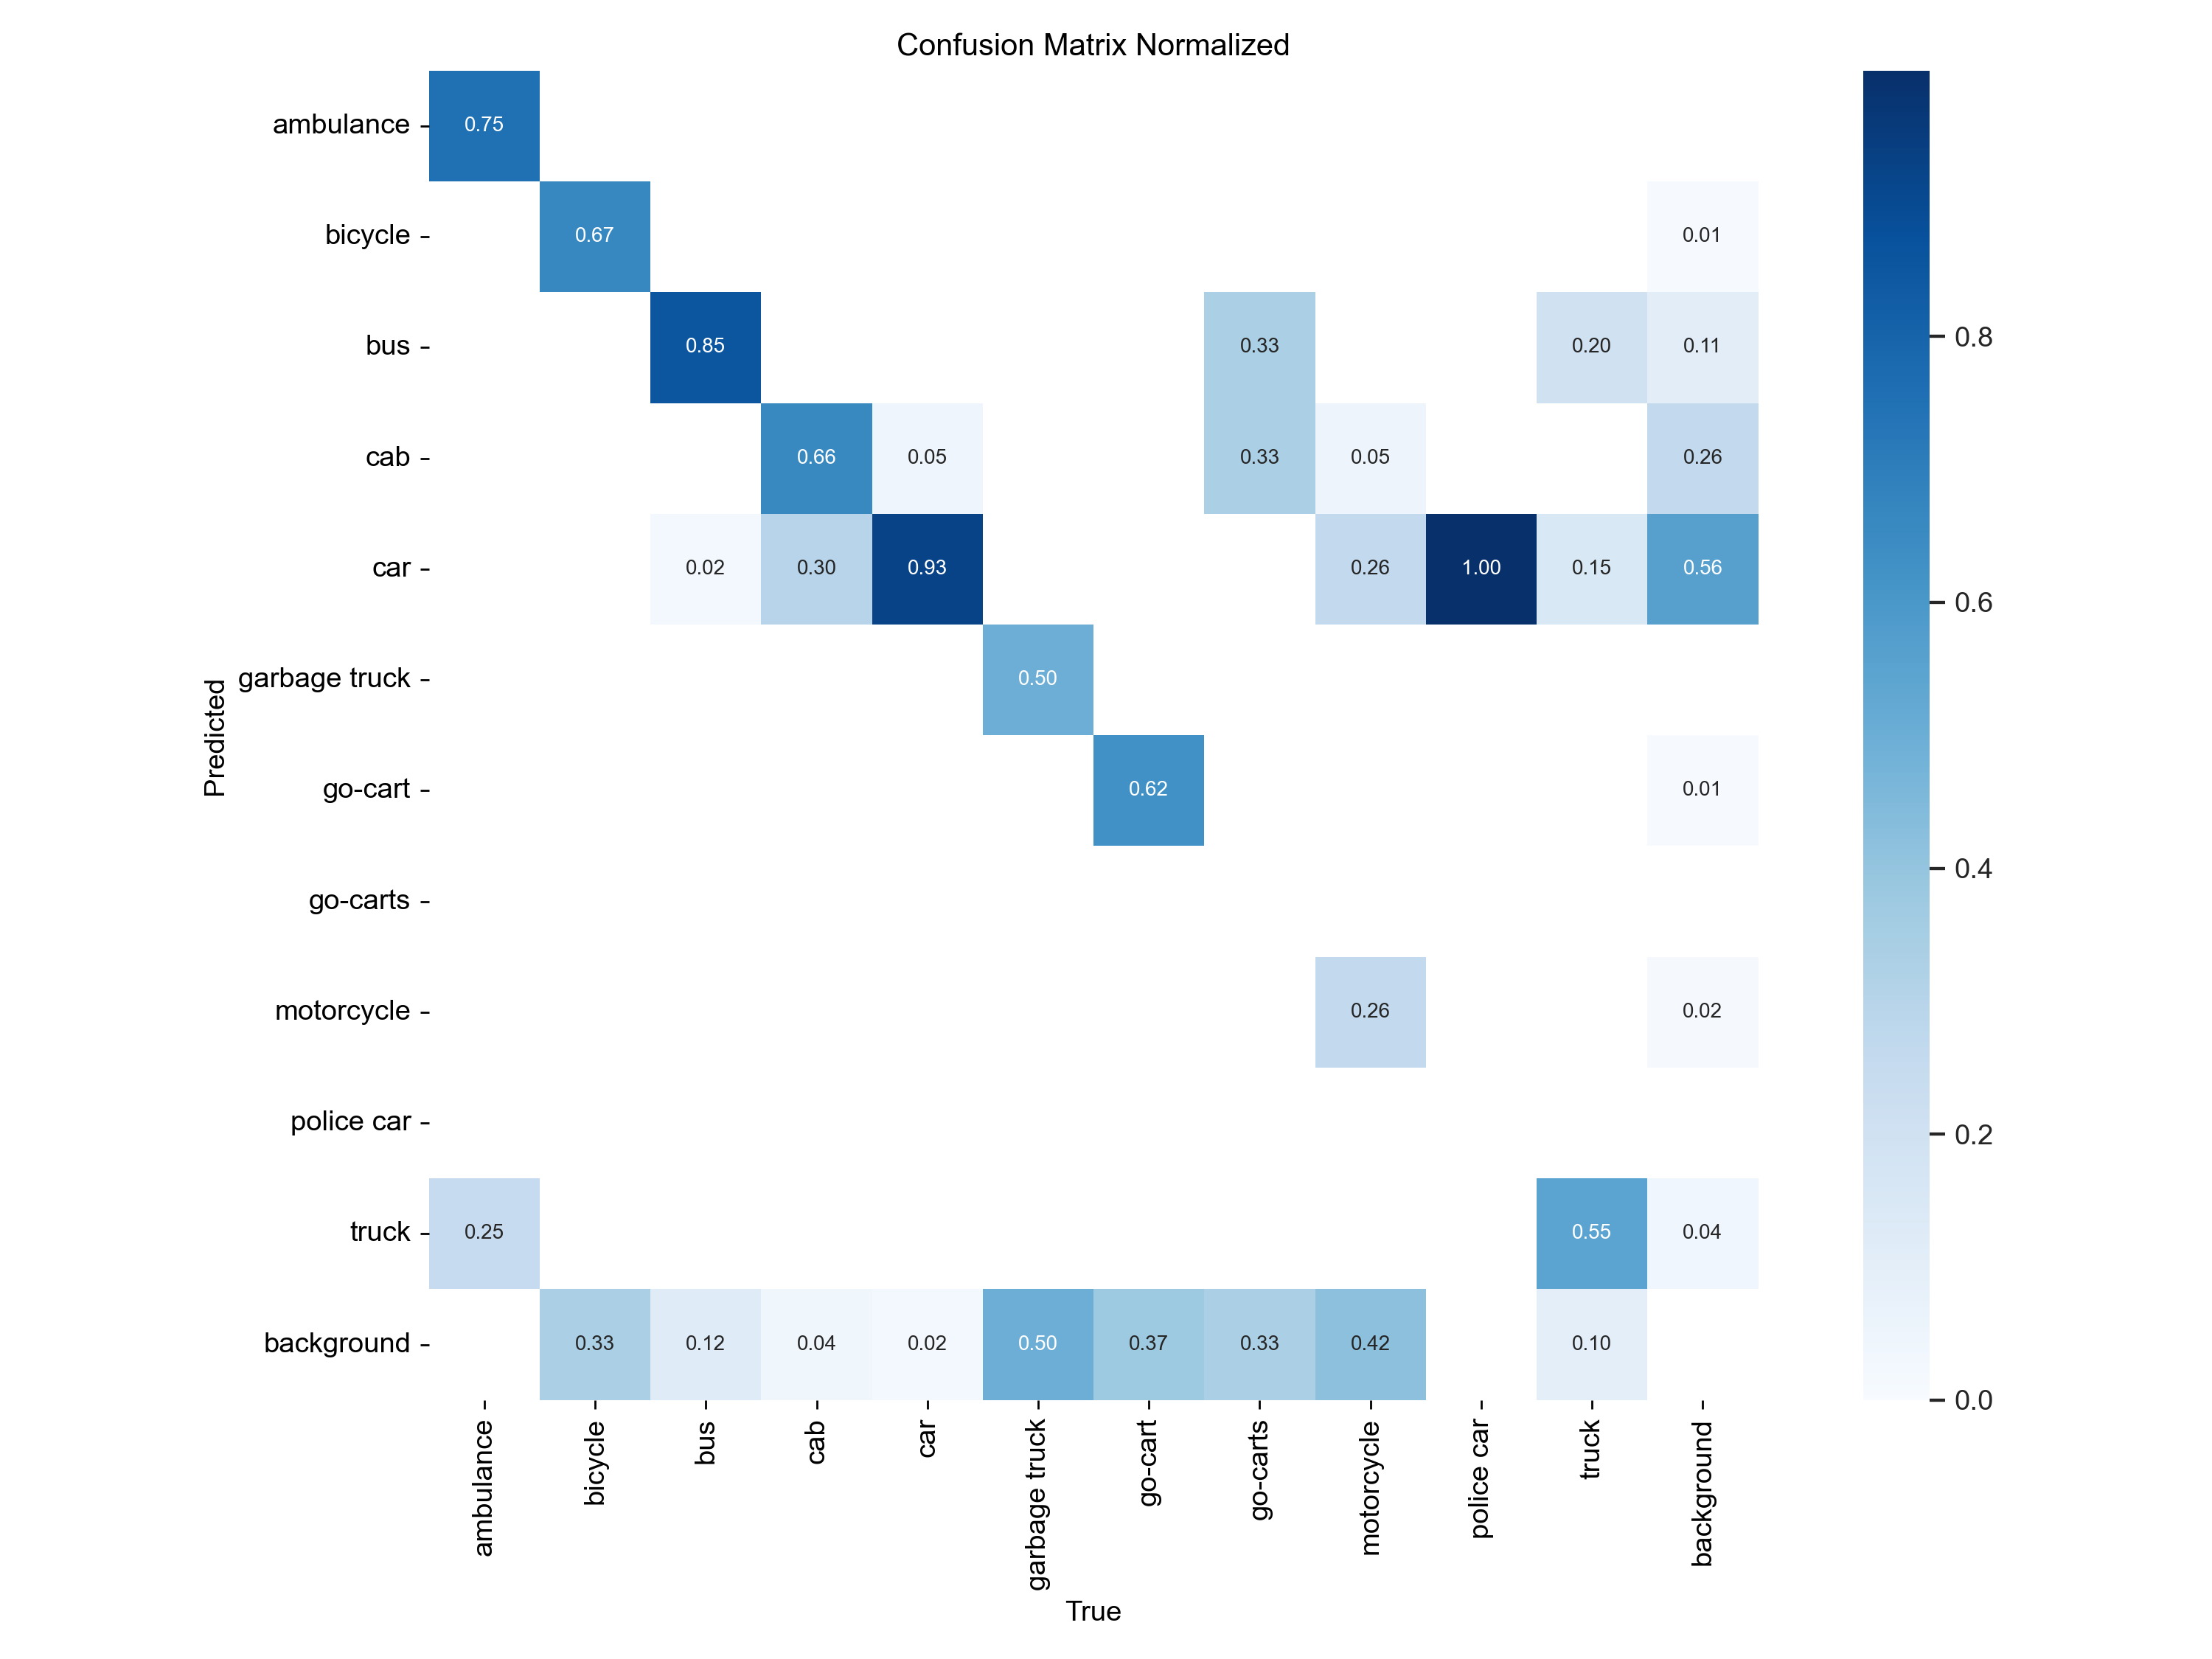 Confusion Matrix Normalized
ambulance
0.75
bicycle
0.67
0.01
bus
0.85
0.33
0.20
0.11
cab
0.66
0.05
0.33
0.05
0.26
car
0.02
0.30
0.93
0.26
1.00
0.15
0.56
garbage truck
0.50
go-cart
0.62
0.01
go-carts
motorcycle
0.26
0.02
police car
truck
0.25
0.55
0.04
background
0.33
0.12
0.04
0.02
0.50
0.37
0.33
0.42
0.10
Predicted
ambulance
bicycle
bus
cab
car
garbage truck
go-cart
go-carts
motorcycle
police car
truck
background
True
0.8
0.6
0.4
0.2
0.0